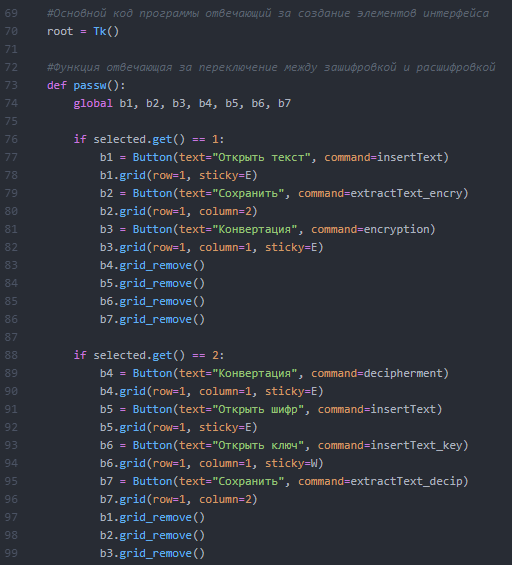 69 #Основной код программы отвечающий за создание элементов интерфейса
70 root = Tk()
71
72 #Функция отвечающая за переключение между зашифровкой и расшифровкой
73 def passw():
74     global b1, b2, b3, b4, b5, b6, b7
75
76     if selected.get() == 1:
77         b1 = Button(text="Открыть текст", command=insertText)
78         b1.grid(row=1, sticky=E)
79         b2 = Button(text="Сохранить", command=extractText_encry)
80         b2.grid(row=1, column=2)
81         b3 = Button(text="Конвертация", command=encryption)
82         b3.grid(row=1, column=1, sticky=E)
83         b4.grid_remove()
84         b5.grid_remove()
85         b6.grid_remove()
86         b7.grid_remove()
87
88     if selected.get() == 2:
89         b4 = Button(text="Конвертация", command=decipherment)
90         b4.grid(row=1, column=1, sticky=E)
91         b5 = Button(text="Открыть шифр", command=insertText)
92         b5.grid(row=1, sticky=E)
93         b6 = Button(text="Открыть ключ", command=insertText_key)
94         b6.grid(row=1, column=1, sticky=W)
95         b7 = Button(text="Сохранить", command=extractText_decip)
96         b7.grid(row=1, column=2)
97         b1.grid_remove()
98         b2.grid_remove()
99         b3.grid_remove()